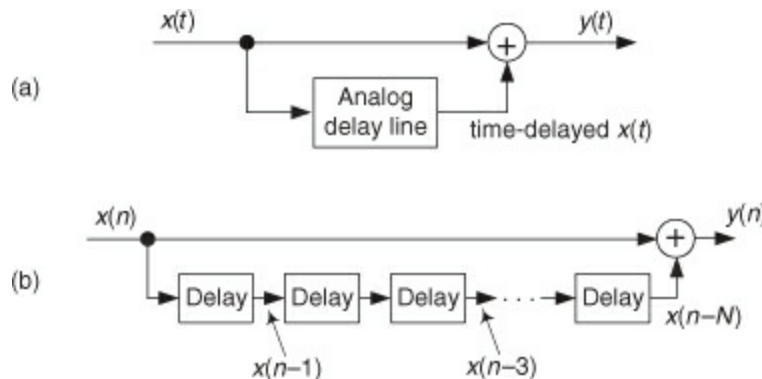 x(t)
y(t)
+
(a)
Analog
delay line
time-delayed x(t)
x(n)
y(n)
+
(b)
Delay
Delay
Delay
. . .
Delay
x(n–N)
x(n–1)
x(n–3)